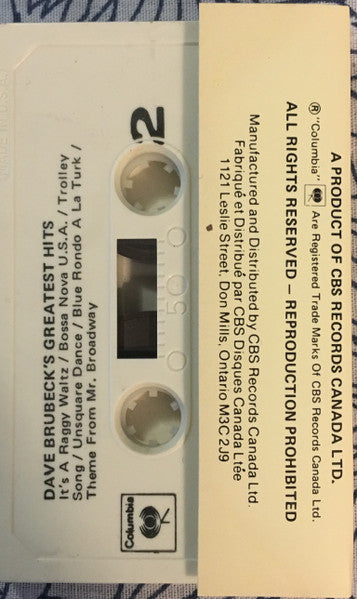 DAVE BRUBECK'S GREATEST HITS
It's A Raggy Waltz / Bossa Nova U.S.A. / Trolley
Song / Unsquare Dance / Blue Rondo A La Turk /
Theme From Mr. Broadway
2
50
Columbia
A PRODUCT OF CBS RECORDS CANADA LTD.
® "Columbia" Are Registered Trade Marks Of CBS Records Canada Ltd.
ALL RIGHTS RESERVED — REPRODUCTION PROHIBITED
Manufactured and Distributed by CBS Records Canada Ltd.
Fabriqué et Distribué par CBS Disques Canada Ltée
1121 Leslie Street, Don Mills, Ontario M3C 2J9